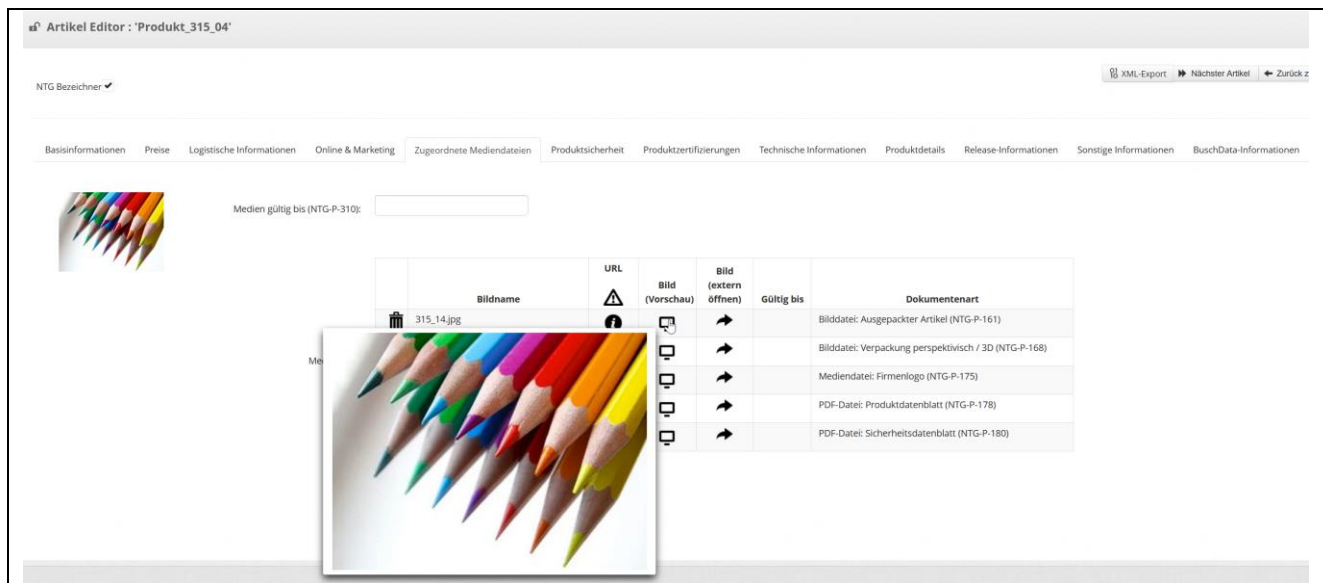 Artikel Editor : 'Produkt_315_04'
XML-Export Nächster Artikel Zurück z
NTG Bezeichner
Basisinformationen Preise Logistische Informationen Online & Marketing Zugeordnete Mediendateien Produktsicherheit Produktzertifizierungen Technische Informationen Produktdetails Release-Informationen Sonstige Informationen BuschData-Informationen
Medien gültig bis (NTG-P-310):
Bildname URL Bild (Vorschau) Bild (extern öffnen) Gültig bis Dokumentenart
315_14.jpg Bilddatei: Ausgepackter Artikel (NTG-P-161)
Bilddatei: Verpackung perspektivisch / 3D (NTG-P-168)
Mediendatei: Firmenlogo (NTG-P-175)
PDF-Datei: Produktdatenblatt (NTG-P-178)
PDF-Datei: Sicherheitsdatenblatt (NTG-P-180)